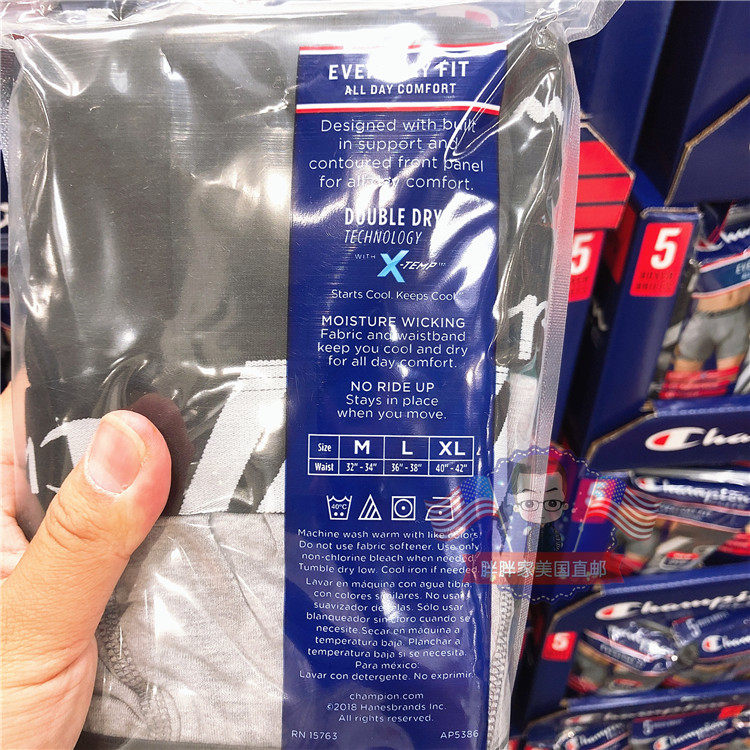 FIT
ALL DAY COMFORT
Designed with built
in support and
contoured front panel
for all day comfort.
DOUBLE DRY
TECHNOLOGY
WITH X-TEMP™
Starts Cool. Keeps Cool.
MOISTURE WICKING
Fabric and waistband
keep you cool and dry
for all day comfort.
NO RIDE UP
Stays in place
when you move.
Size M L XL
Waist 32"-34" 36"-38" 40"-42"
40°C
Machine wash warm with like colors.
Do not use fabric softener. Use only
non-chlorine bleach when needed.
Tumble dry low. Cool iron if needed.
Lavar en máquina con agua tibia,
con colores similares. No usar
suavizador de telas. Sólo usar
blanqueador sin cloro cuando se
necesite. Secar en máquina a
temperatura baja. Planchar a
temperatura baja si se necesita.
Para méxico:
Lavar con detergente. No exprimir.
champion.com
©2018 Hanesbrands Inc.
All rights reserved.
RN 15763 AP5386
胖胖家美国直邮
5
5
Champion
Champion
5